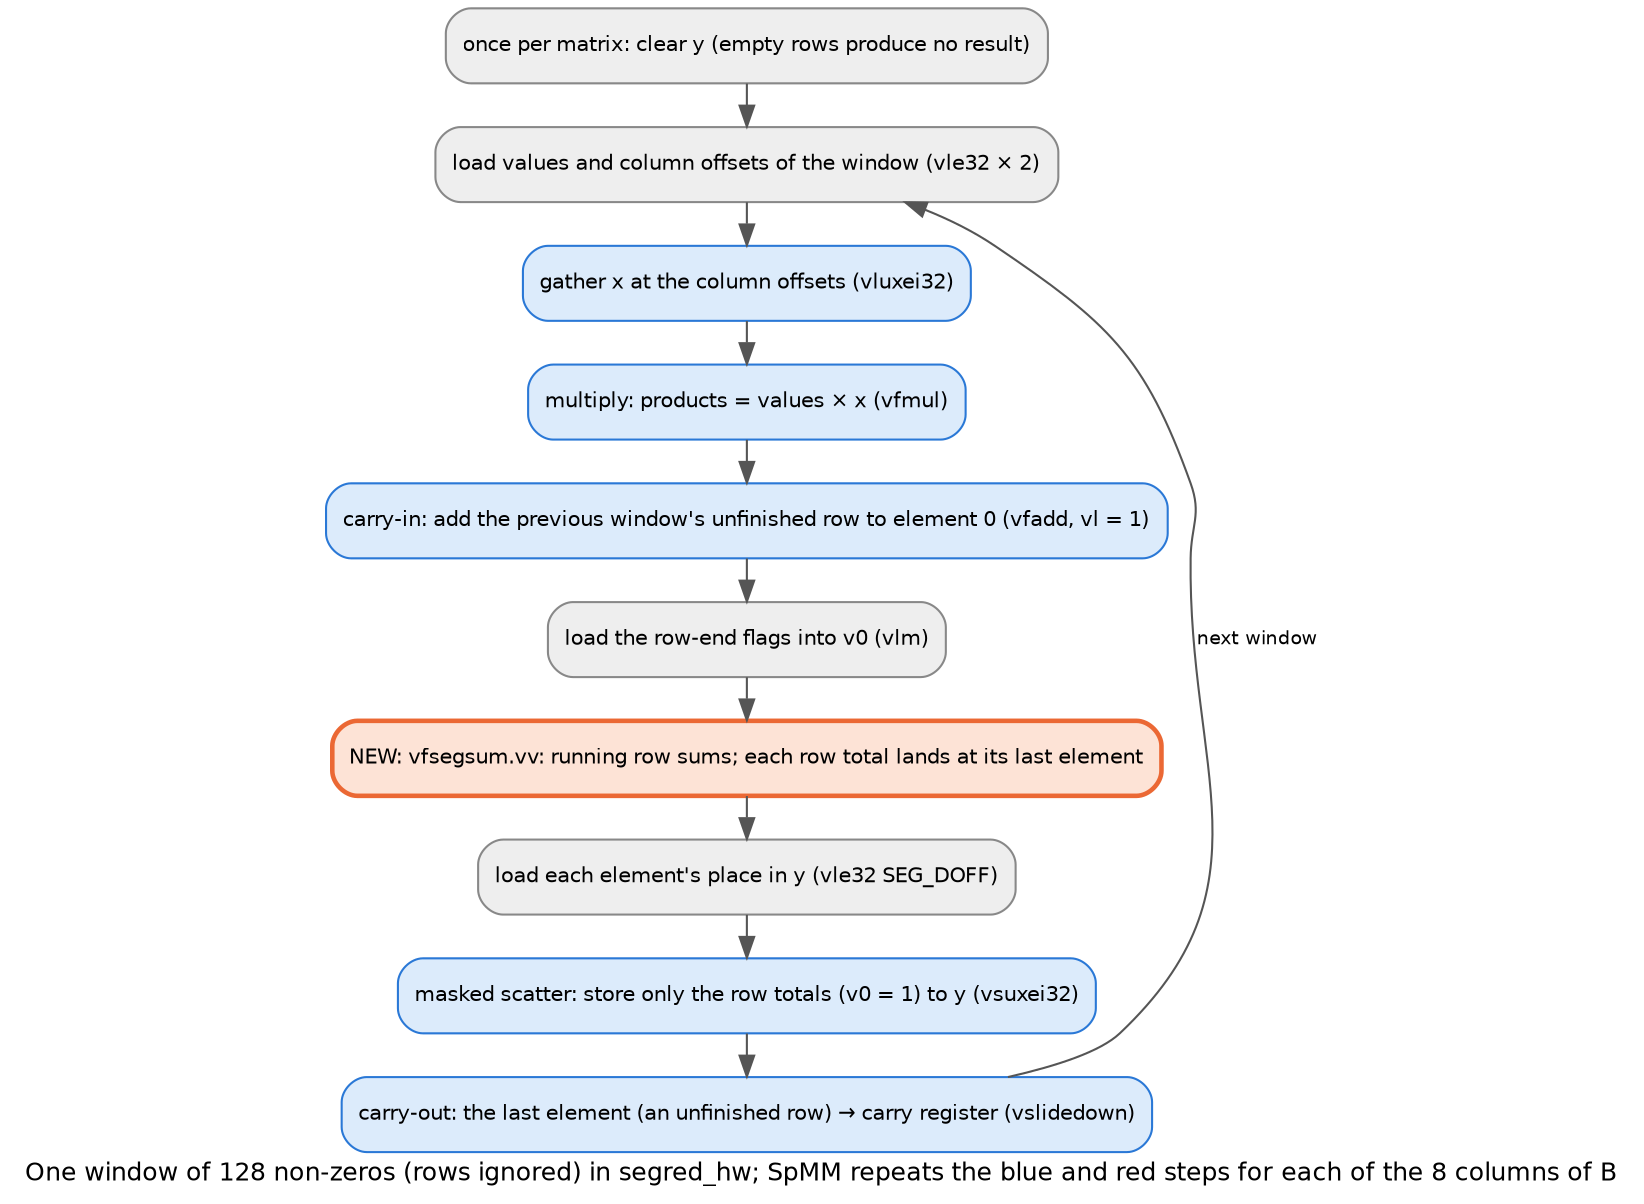 once per matrix: clear y (empty rows produce no result)
load values and column offsets of the window (vle32 × 2)
gather x at the column offsets (vluxei32)
multiply: products = values × x (vfmul)
carry-in: add the previous window's unfinished row to element 0 (vfadd, vl = 1)
load the row-end flags into v0 (vlm)
next window
NEW: vfsegsum.vv: running row sums; each row total lands at its last element
load each element's place in y (vle32 SEG_DOFF)
masked scatter: store only the row totals (v0 = 1) to y (vsuxei32)
carry-out: the last element (an unfinished row) → carry register (vslidedown)
One window of 128 non-zeros (rows ignored) in segred_hw; SpMM repeats the blue and red steps for each of the 8 columns of B